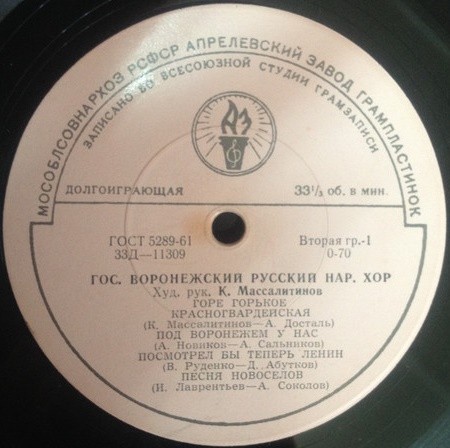 МОСОБЛСОВНАРХОЗ РСФСР АПРЕЛЕВСКИЙ ЗАВОД ГРАМПЛАСТИНОК
ЗАПИСАНО ВО ВСЕСОЮЗНОЙ СТУДИИ ГРАМЗАПИСИ
АЗ
ДОЛГОИГРАЮЩАЯ 33⅓ об. в мин.
ГОСТ 5289-61 Вторая гр.-1
33Д—11309 0-70
ГОС. ВОРОНЕЖСКИЙ РУССКИЙ НАР. ХОР
Худ. рук. К. Массалитинов
ГОРЕ ГОРЬКОЕ
КРАСНОГВАРДЕЙСКАЯ
(К. Массалитинов—А. Досталь)
ПОД ВОРОНЕЖЕМ У НАС
(А. Новиков—А. Сальников)
ПОСМОТРЕЛ БЫ ТЕПЕРЬ ЛЕНИН
(В. Руденко—Д. Абутков)
ПЕСНЯ НОВОСЕЛОВ
(И. Лаврентьев—А. Соколов)